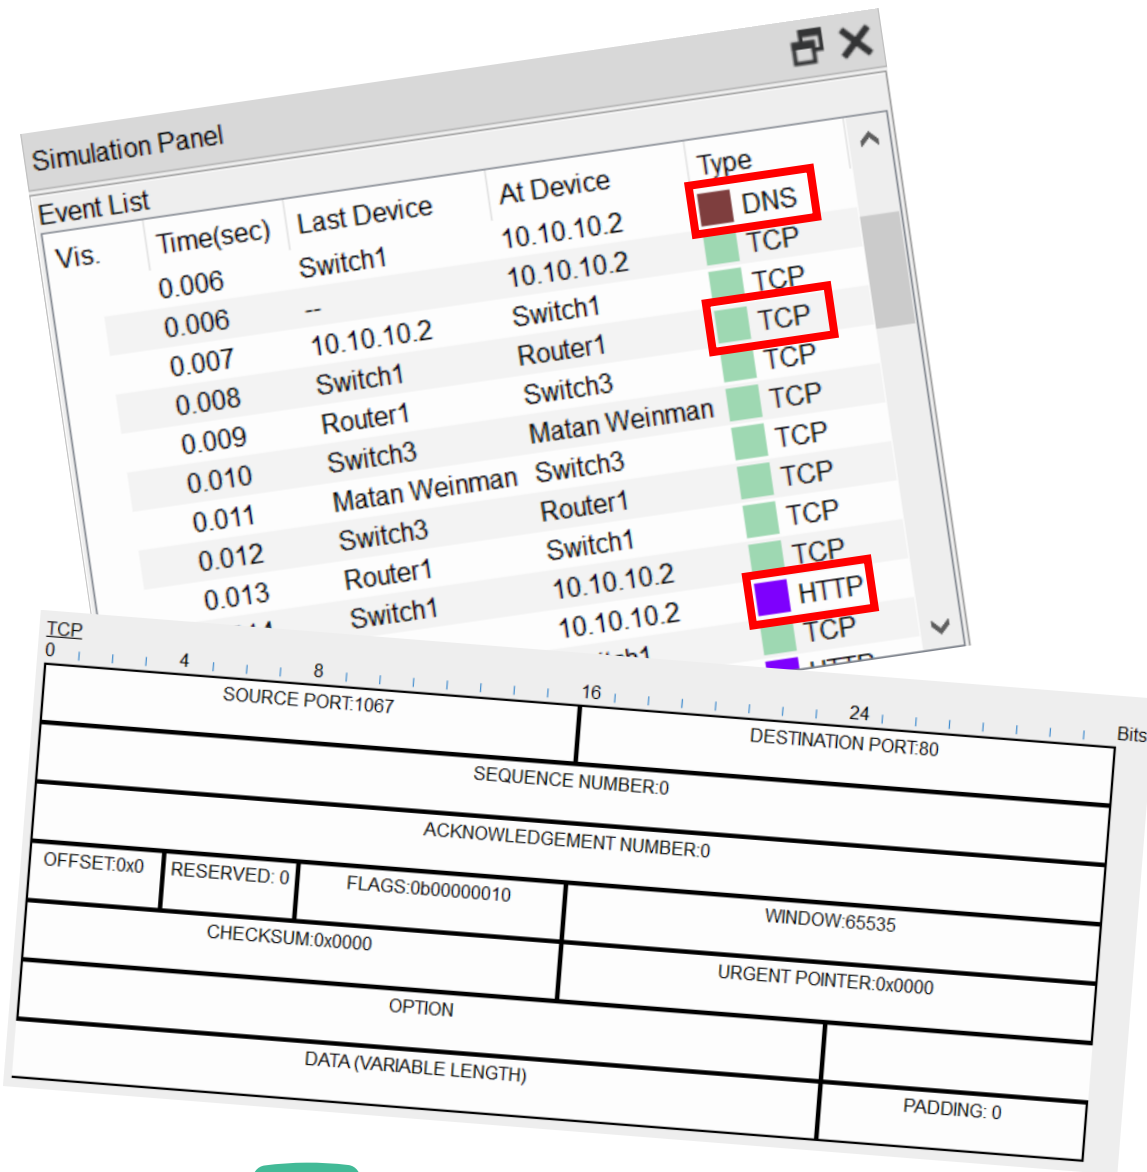 Simulation Panel
Event List
Vis. Time(sec) Last Device At Device Type
0.006 Switch1 10.10.10.2 DNS
0.006 -- 10.10.10.2 TCP
0.007 10.10.10.2 Switch1 TCP
0.008 Switch1 Router1 TCP
0.009 Router1 Switch3 TCP
0.010 Switch3 Matan Weinman TCP
0.011 Matan Weinman Switch3 TCP
0.012 Switch3 Router1 TCP
0.013 Router1 Switch1 TCP
Switch1 10.10.10.2 TCP
10.10.10.2 HTTP
TCP
TCP
0 4 8 16 24 Bits
SOURCE PORT:1067 DESTINATION PORT:80
SEQUENCE NUMBER:0
ACKNOWLEDGEMENT NUMBER:0
OFFSET:0x0 RESERVED: 0 FLAGS:0b00000010 WINDOW:65535
CHECKSUM:0x0000 URGENT POINTER:0x0000
OPTION
DATA (VARIABLE LENGTH) PADDING: 0